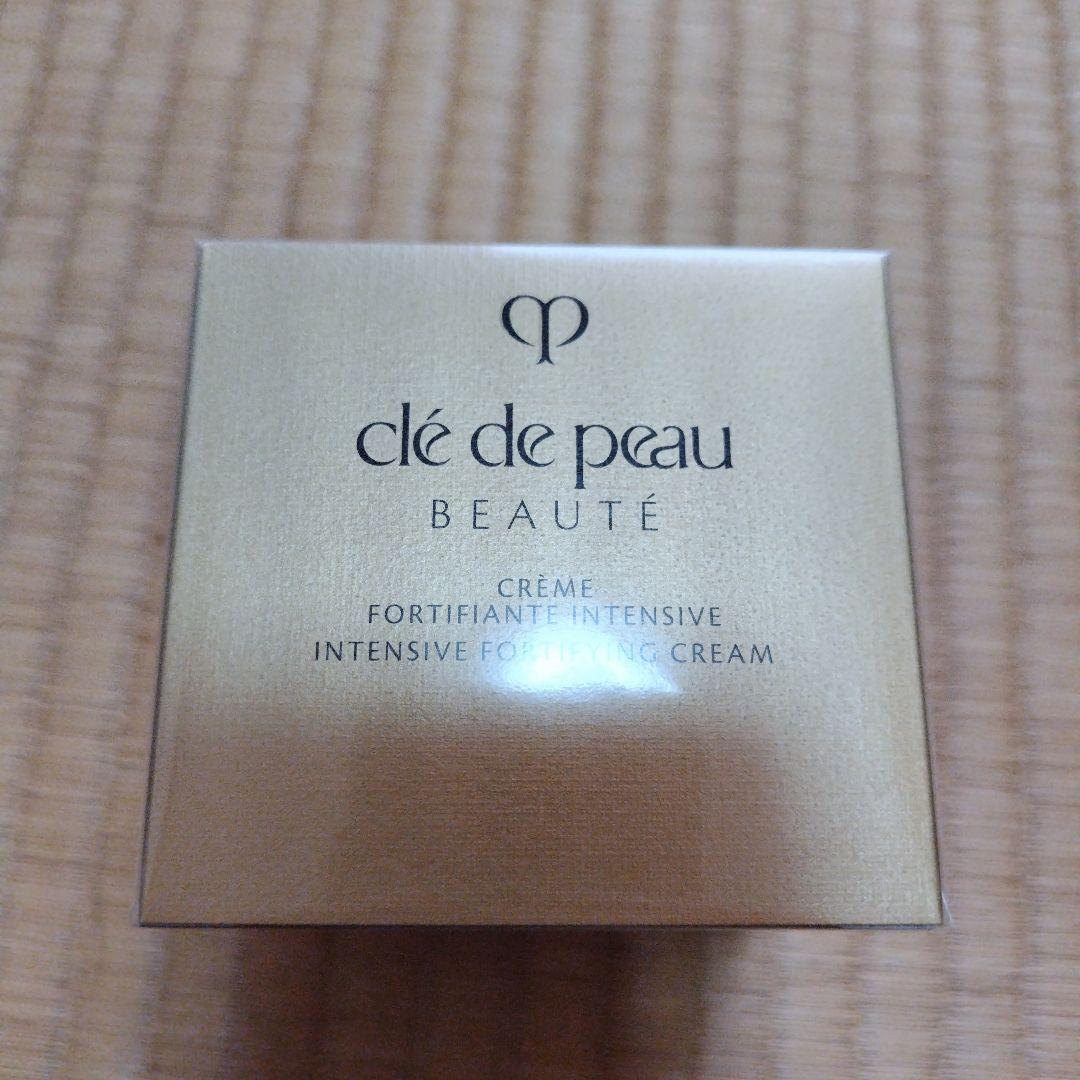 clé de peau
BEAUTÉ
CRÈME
FORTIFIANTE INTENSIVE
INTENSIVE FORTIFYING CREAM